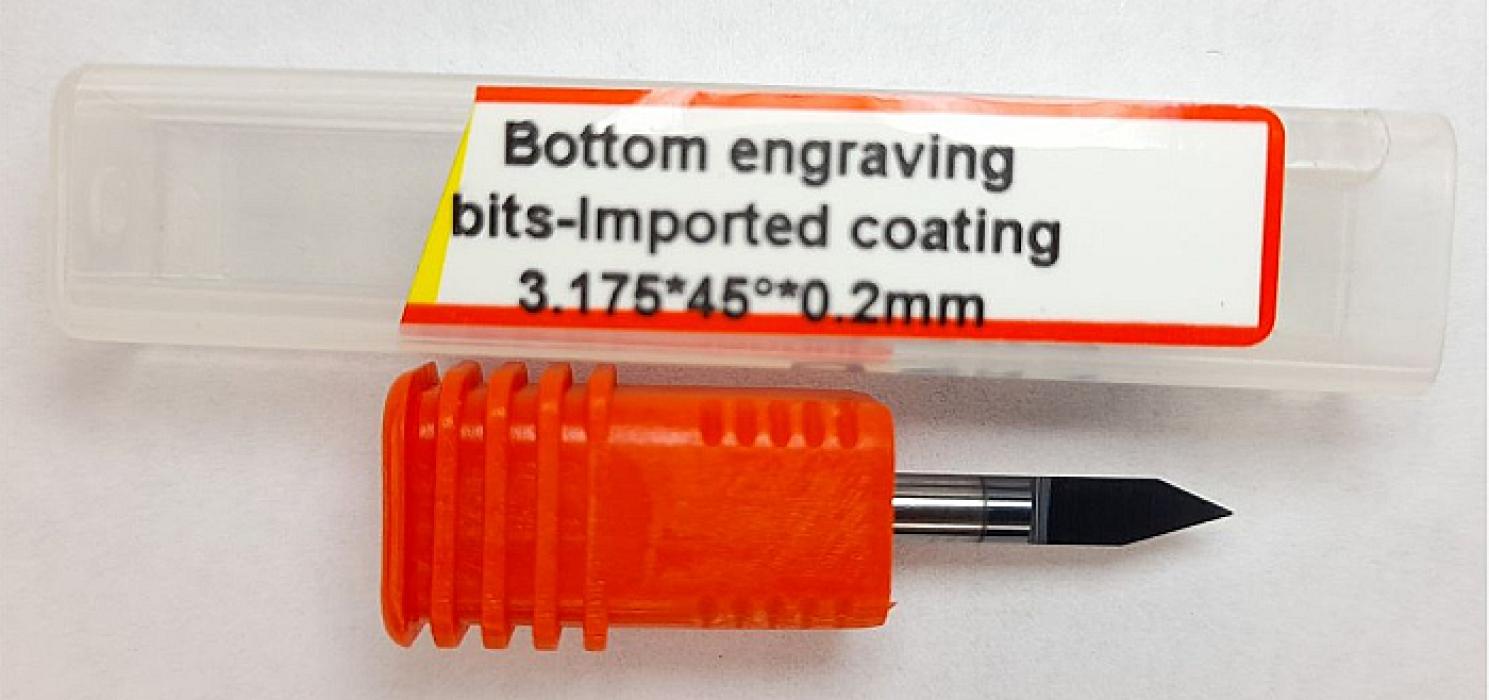 Bottom engraving
bits-Imported coating
3.175*45°*0.2mm